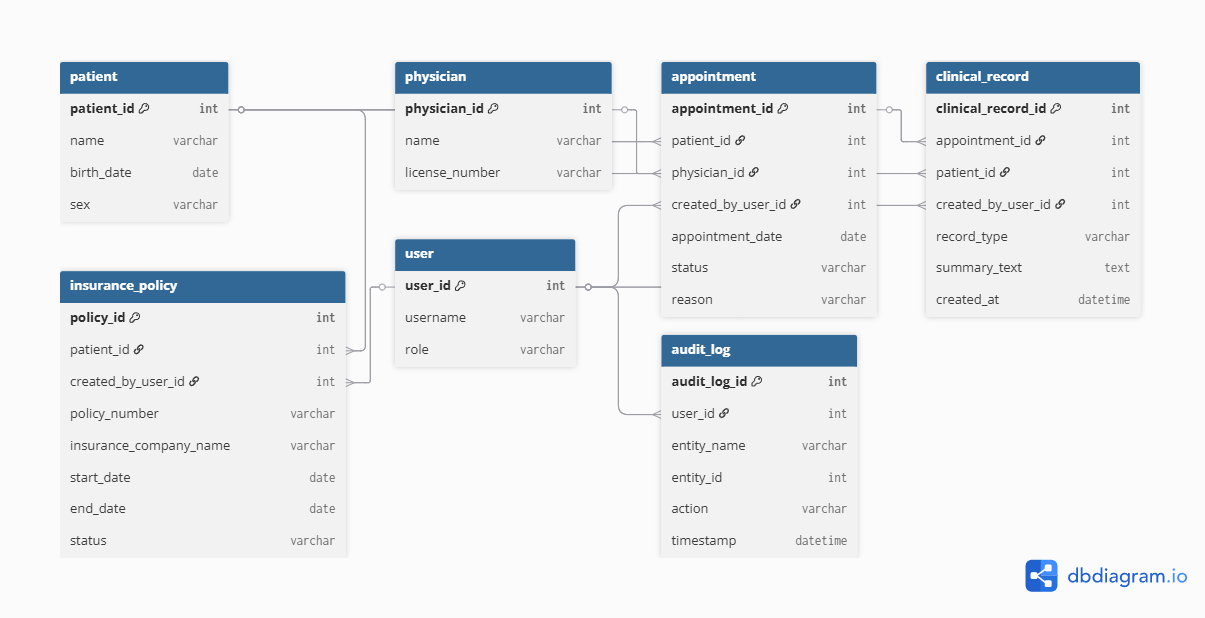 patient
patient_id int
name varchar
birth_date date
sex varchar
physician
physician_id int
name varchar
license_number varchar
appointment
appointment_id int
patient_id int
physician_id int
created_by_user_id int
appointment_date date
status varchar
reason varchar
clinical_record
clinical_record_id int
appointment_id int
patient_id int
created_by_user_id int
record_type varchar
summary_text text
created_at datetime
user
user_id int
username varchar
role varchar
insurance_policy
policy_id int
patient_id int
created_by_user_id int
policy_number varchar
insurance_company_name varchar
start_date date
end_date date
status varchar
audit_log
audit_log_id int
user_id int
entity_name varchar
entity_id int
action varchar
timestamp datetime
dbdiagram.io